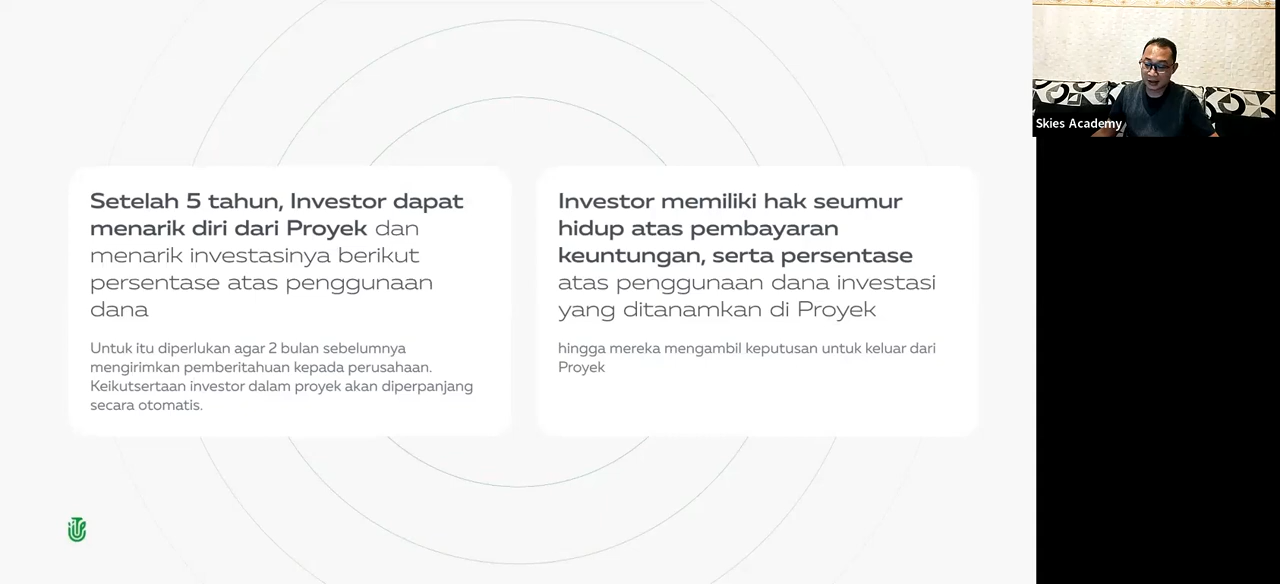 Skies Academy
Setelah 5 tahun, Investor dapat
menarik diri dari Proyek dan
menarik investasinya berikut
persentase atas penggunaan
dana
Untuk itu diperlukan agar 2 bulan sebelumnya
mengirimkan pemberitahuan kepada perusahaan.
Keikutsertaan investor dalam proyek akan diperpanjang
secara otomatis.
Investor memiliki hak seumur
hidup atas pembayaran
keuntungan, serta persentase
atas penggunaan dana investasi
yang ditanamkan di Proyek
hingga mereka mengambil keputusan untuk keluar dari
Proyek